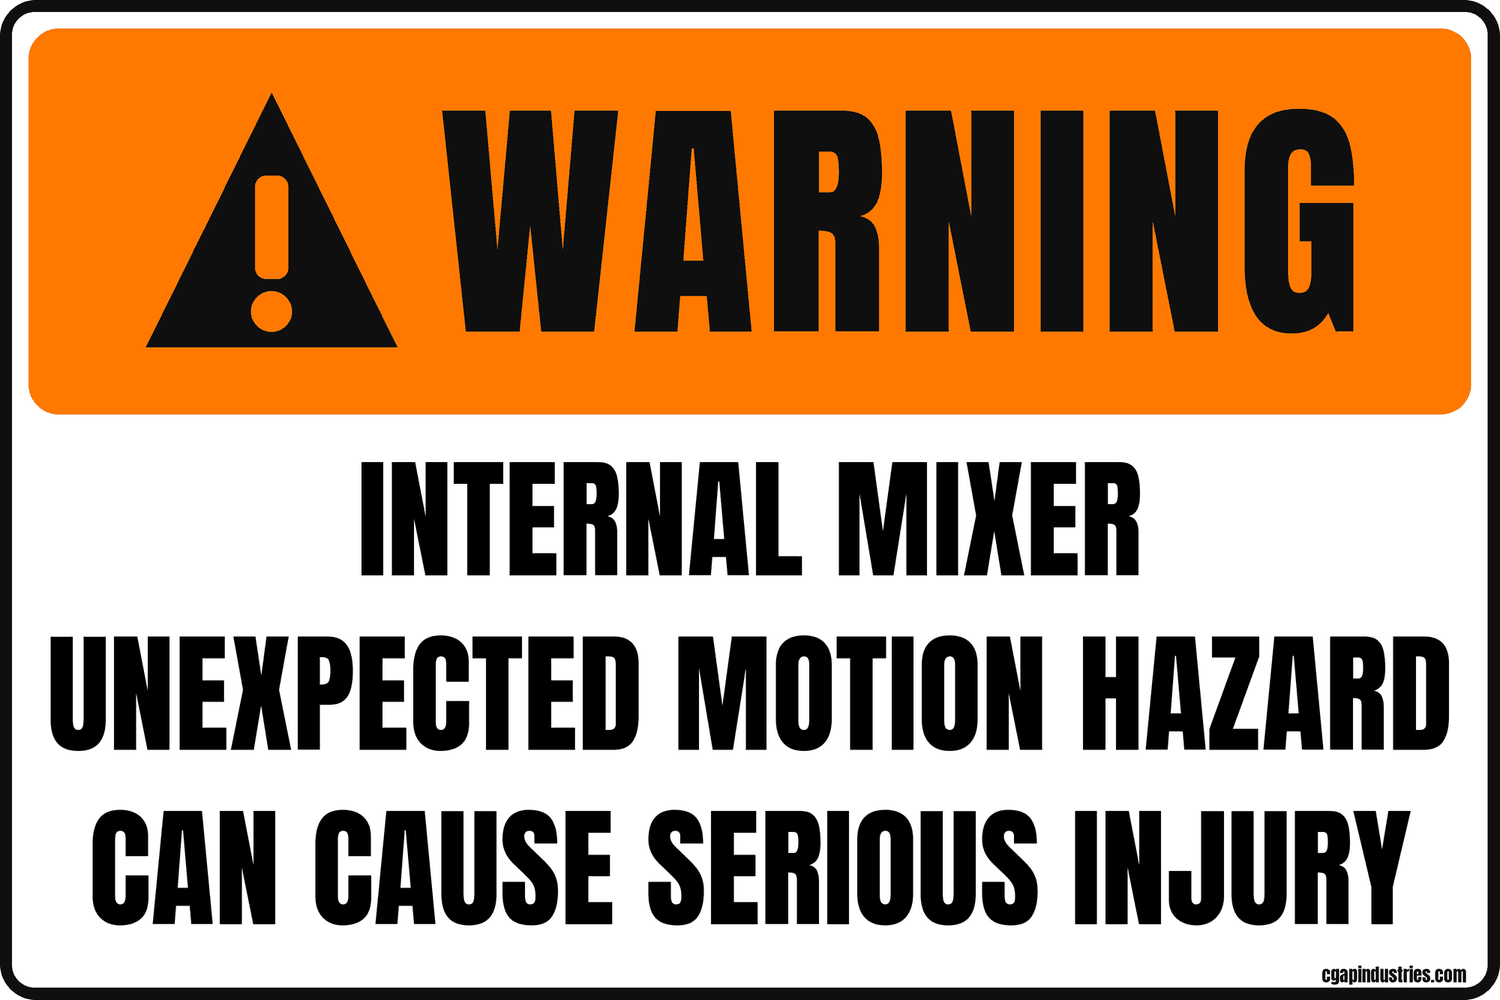 WARNING
INTERNAL MIXER
UNEXPECTED MOTION HAZARD
CAN CAUSE SERIOUS INJURY
cgapindustries.com